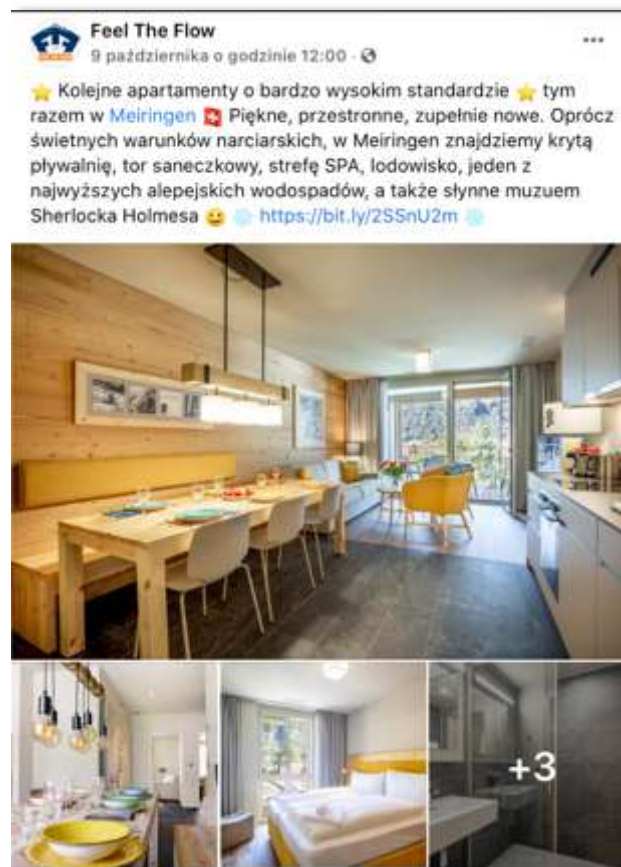 Feel The Flow
9 października o godzinie 12:00 ·
Kolejne apartamenty o bardzo wysokim standardzie tym
razem w Meiringen Piękne, przestronne, zupełnie nowe. Oprócz
świetnych warunków narciarskich, w Meiringen znajdziemy krytą
pływalnię, tor saneczkowy, strefę SPA, lodowisko, jeden z
najwyższych alepejskich wodospadów, a także słynne muzuem
Sherlocka Holmesa https://bit.ly/2SSnU2m
+3